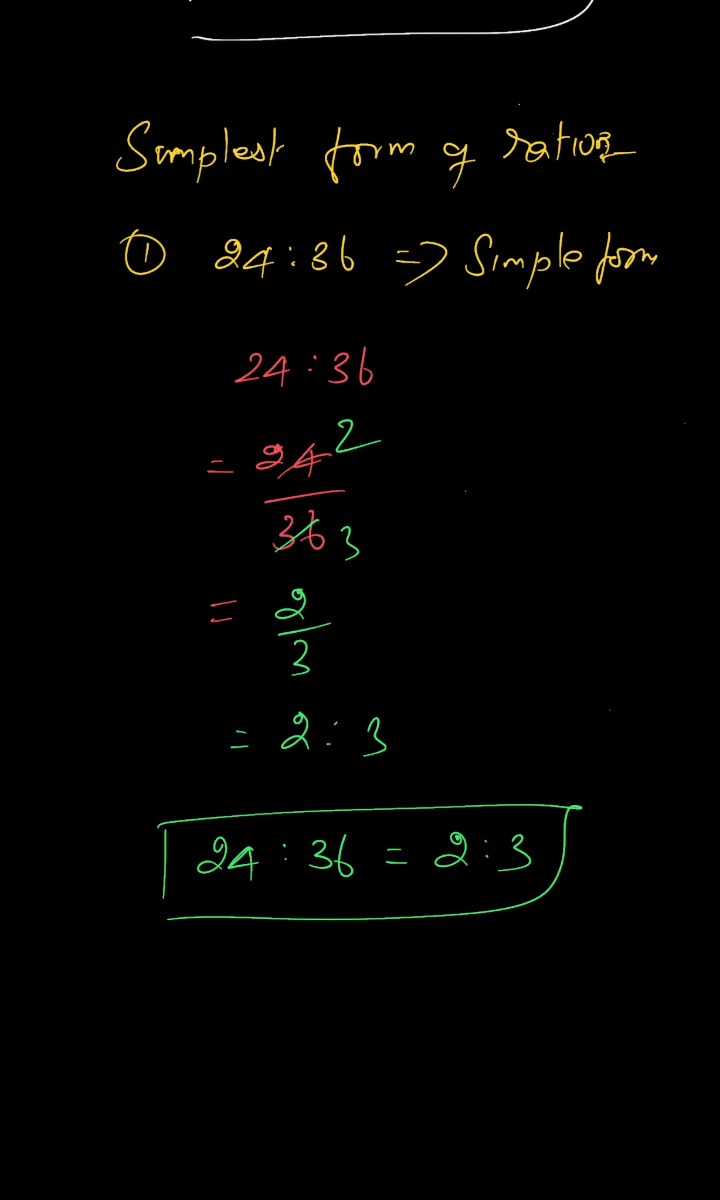 Simplest form of ratios
① 24:36 => Simple form
24:36
= 24 2
36 3
= 2
3
= 2:3
24:36 = 2:3